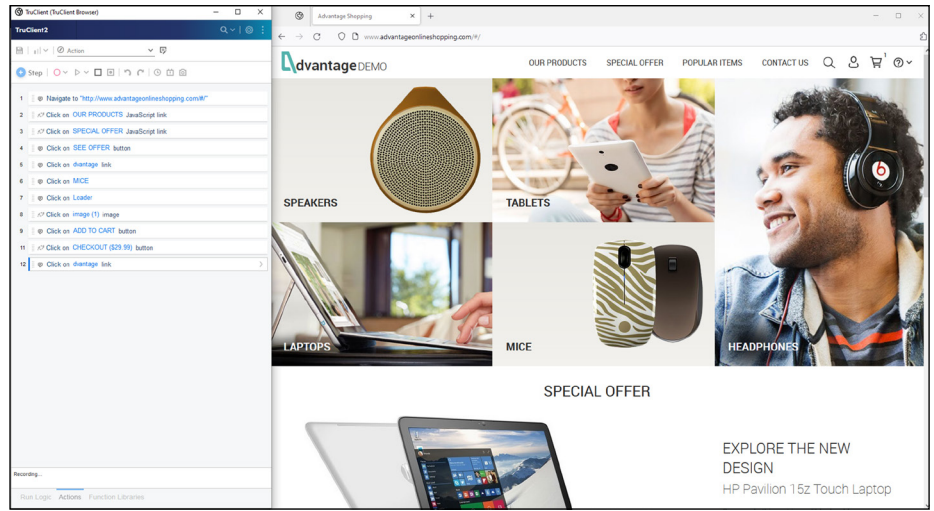 TruClient (TruClient Browser)
TruClient2
Action
Step
1 Navigate to "http://www.advantageonlineshopping.com/#/"
2 Click on OUR PRODUCTS JavaScript link
3 Click on SPECIAL OFFER JavaScript link
4 Click on SEE OFFER button
5 Click on dvantage link
6 Click on MICE
7 Click on Leader
8 Click on image (1) image
9 Click on ADD TO CART button
11 Click on CHECKOUT ($29.99) button
12 Click on dvantage link
Recording...
Run Logic Actions Function Libraries
Advantage Shopping
www.advantageonlineshopping.com/#/
dvantage DEMO
OUR PRODUCTS SPECIAL OFFER POPULAR ITEMS CONTACT US 1
SPEAKERS
TABLETS
LAPTOPS
MICE
HEADPHONES
SPECIAL OFFER
EXPLORE THE NEW
DESIGN
HP Pavilion 15z Touch Laptop